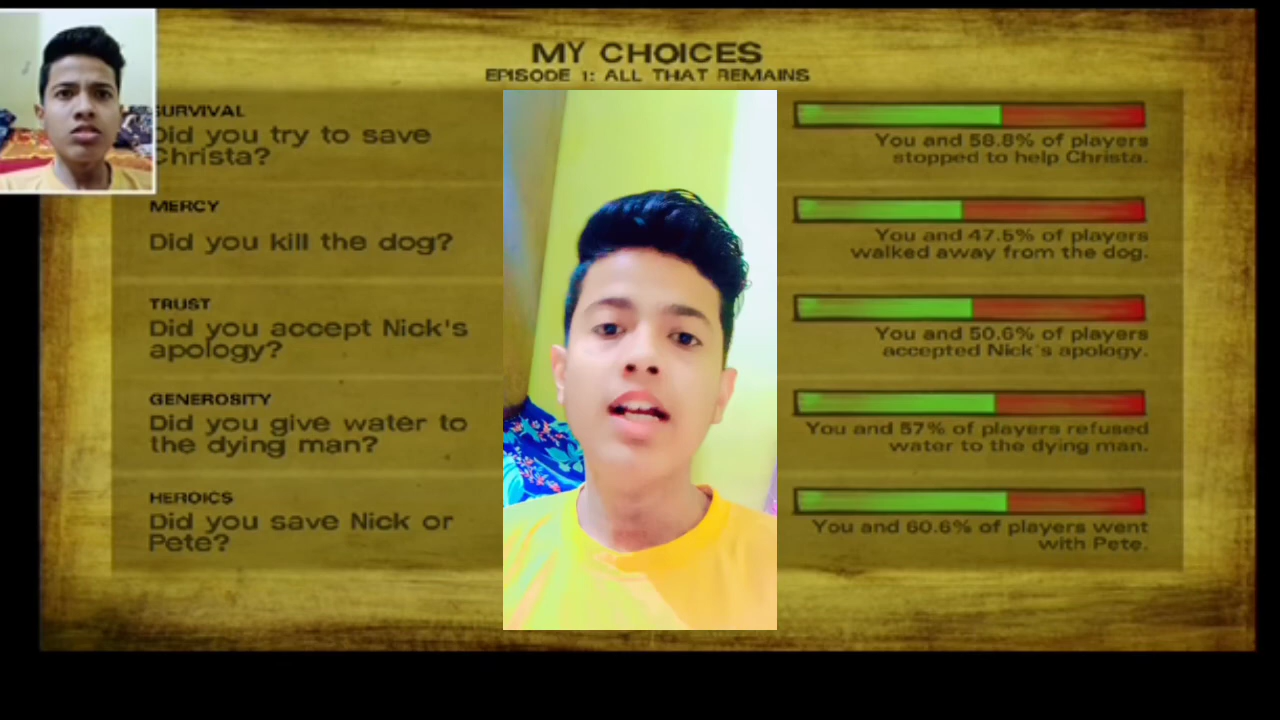 MY CHOICES
EPISODE 1: ALL THAT REMAINS
SURVIVAL
Did you try to save
Christa?
You and 58.8% of players
stopped to help Christa.
MERCY
Did you kill the dog?
You and 47.5% of players
walked away from the dog.
TRUST
Did you accept Nick's
apology?
You and 50.6% of players
accepted Nick's apology.
GENEROSITY
Did you give water to
the dying man?
You and 57% of players refused
water to the dying man.
HEROICS
Did you save Nick or
Pete?
You and 60.6% of players went
with Pete.